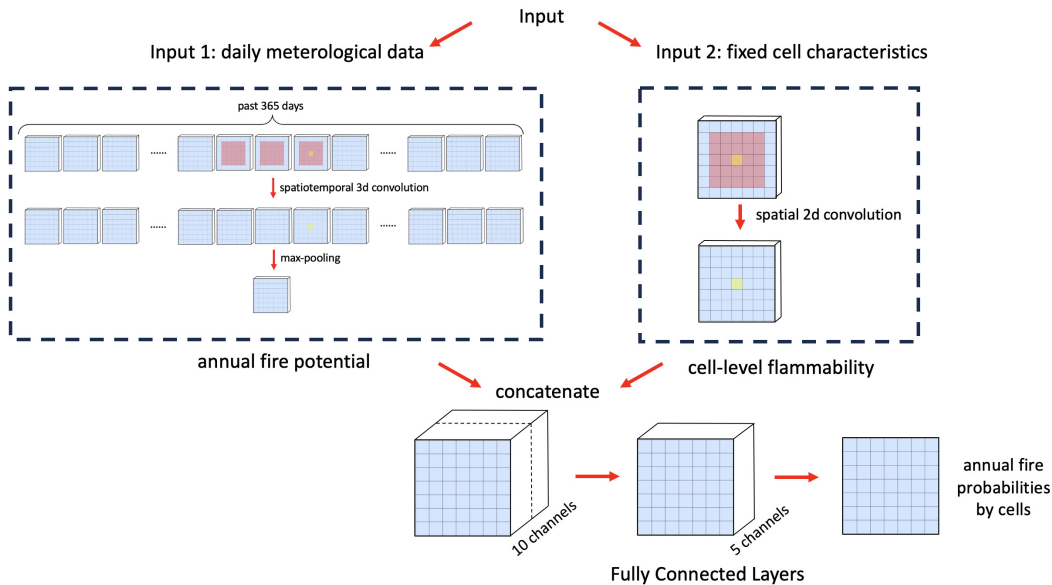 Input
Input 1: daily meterological data
Input 2: fixed cell characteristics
past 365 days
......
......
spatiotemporal 3d convolution
......
......
max-pooling
spatial 2d convolution
annual fire potential
cell-level flammability
concatenate
10 channels
5 channels
annual fire
probabilities
by cells
Fully Connected Layers